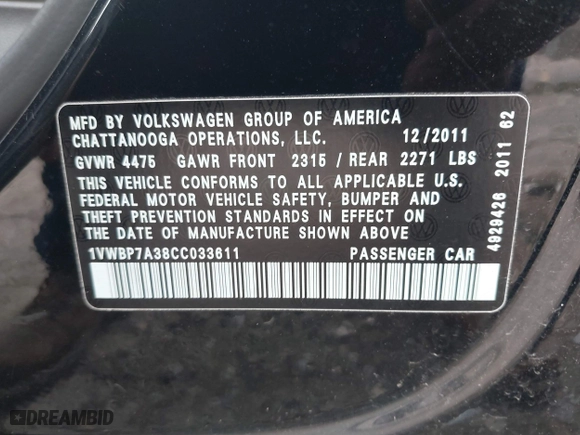 MFD BY VOLKSWAGEN GROUP OF AMERICA
CHATTANOOGA OPERATIONS, LLC. 12/2011
GVWR 4475 GAWR FRONT 2315 / REAR 2271 LBS
THIS VEHICLE CONFORMS TO ALL APPLICABLE U.S.
FEDERAL MOTOR VEHICLE SAFETY, BUMPER AND
THEFT PREVENTION STANDARDS IN EFFECT ON
THE DATE OF MANUFACTURE SHOWN ABOVE
1VWBP7A38CC033611 PASSENGER CAR
4929426 2011 62
DREAMBID